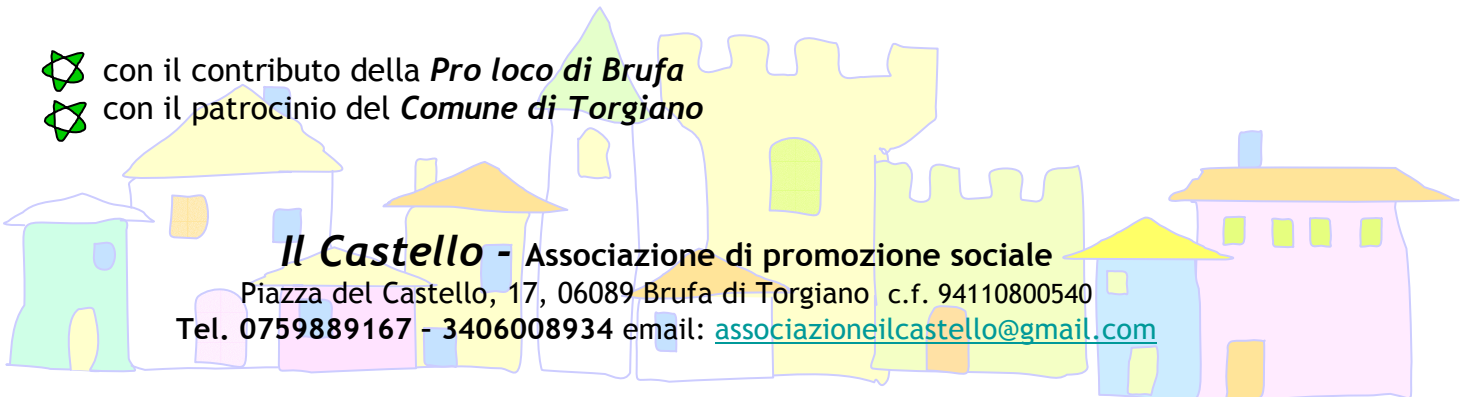 con il contributo della Pro loco di Brufa
con il patrocinio del Comune di Torgiano
Il Castello - Associazione di promozione sociale
Piazza del Castello, 17, 06089 Brufa di Torgiano c.f. 94110800540
Tel. 0759889167 – 3406008934 email: associazioneilcastello@gmail.com